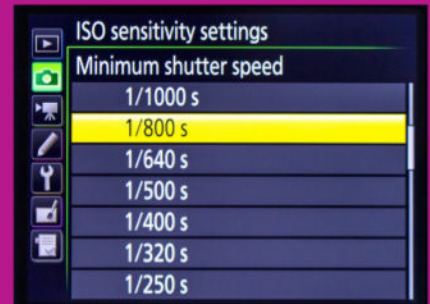 ISO sensitivity settings
Minimum shutter speed
1/1000 s
1/800 s
1/640 s
1/500 s
1/400 s
1/320 s
1/250 s